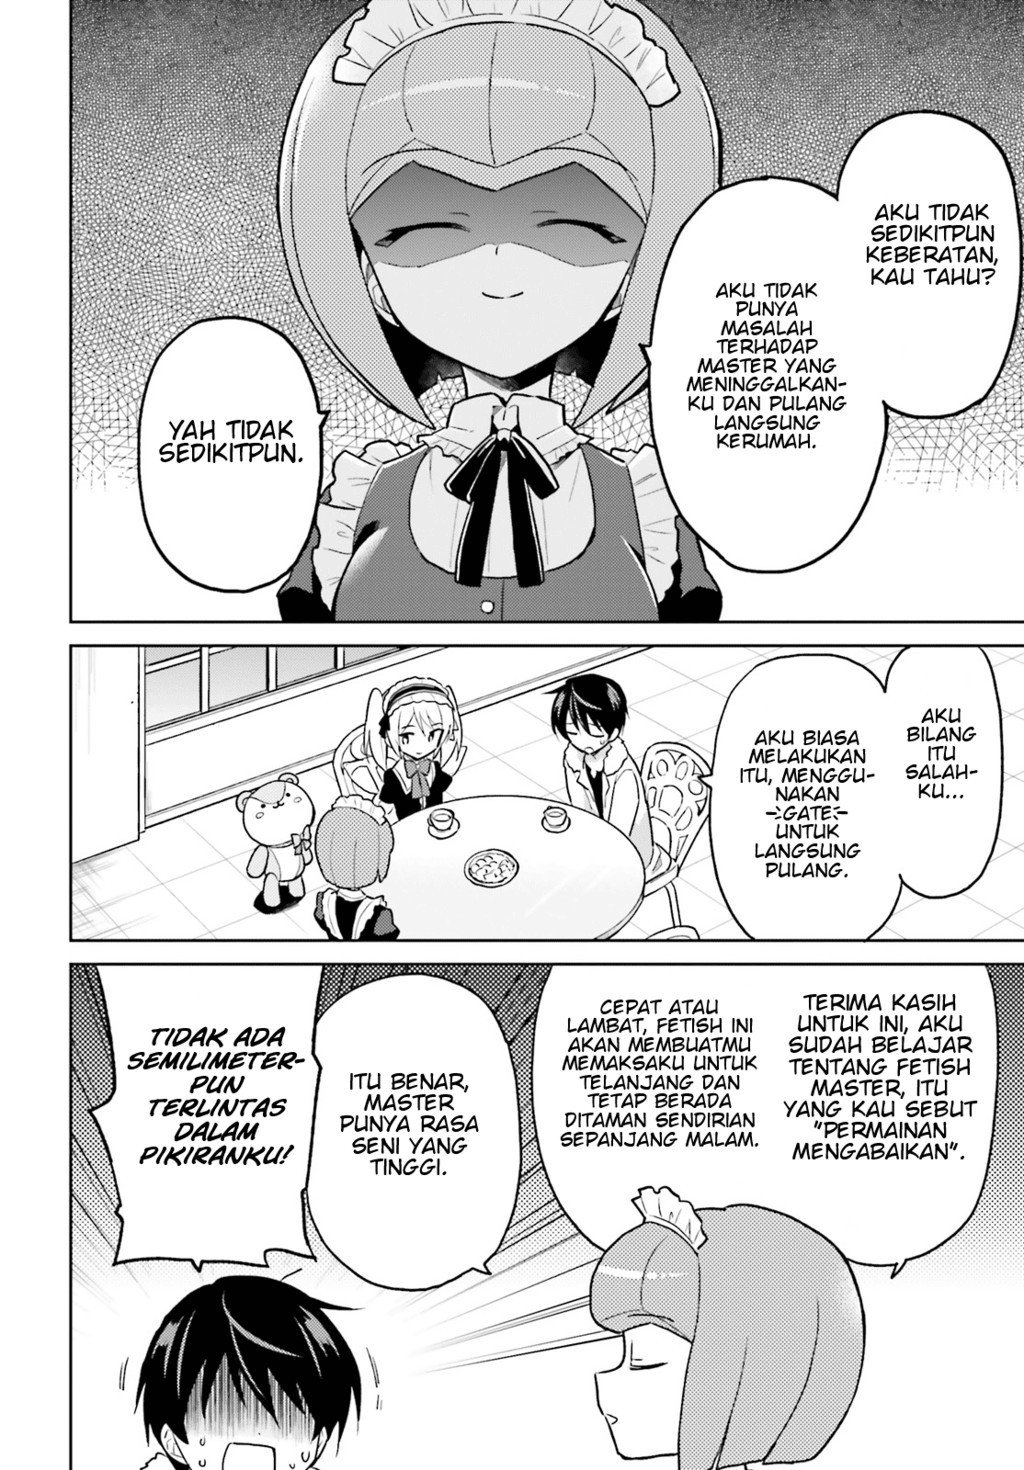 AKU TIDAK
SEDIKITPUN
KEBERATAN,
KAU TAHU?
AKU TIDAK
PUNYA
MASALAH
TERHADAP
MASTER YANG
MENINGGALKAN-
KU DAN PULANG
LANGSUNG
KERUMAH.
YAH TIDAK
SEDIKITPUN.
AKU
BILANG
ITU
SALAH-
KU...
AKU BIASA
MELAKUKAN
ITU, MENGGU-
NAKAN
GATE
UNTUK
LANGSUNG
PULANG.
TERIMA KASIH
UNTUK INI, AKU
SUDAH BELAJAR
TENTANG FETISH
MASTER, ITU
YANG KAU SEBUT
"PERMAINAN
MENGABAIKAN".
CEPAT ATAU
LAMBAT, FETISH INI
AKAN MEMBUATMU
MEMAKSAKU UNTUK
TELANJANG DAN
TETAP BERADA
DITAMAN SENDIRIAN
SEPANJANG MALAM.
ITU BENAR,
MASTER
PUNYA RASA
SENI YANG
TINGGI.
TIDAK ADA
SEMILIMETER-
PUN
TERLINTAS
DALAM
PIKIRANKU!